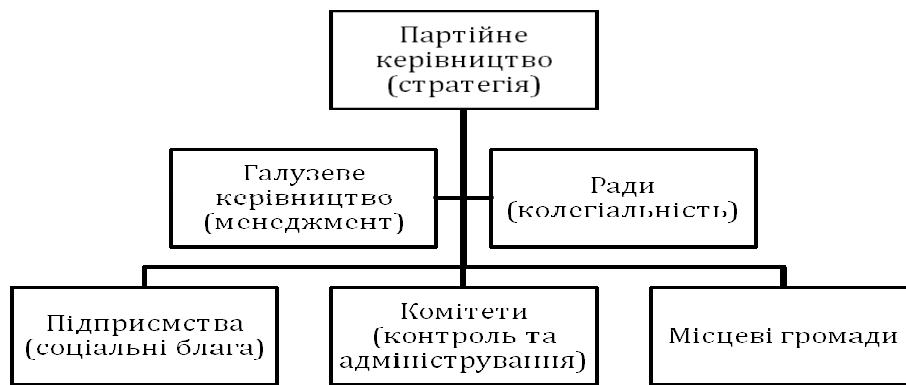 Партійне
керівництво
(стратегія)
Галузеве
керівництво
(менеджмент)
Ради
(колегіальність)
Підприємства
(соціальні блага)
Комітети
(контроль та
адміністрування)
Місцеві громади